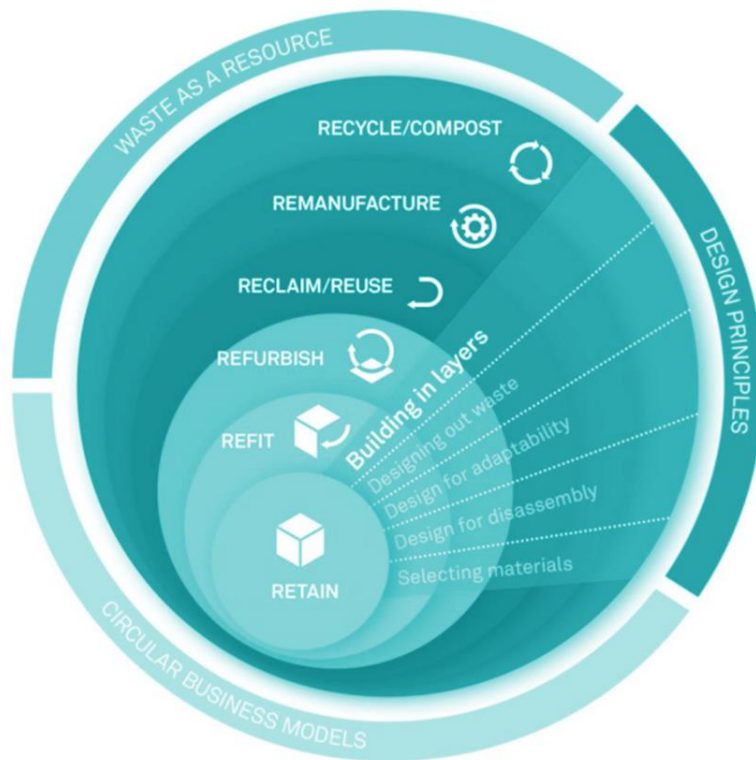 WASTE AS A RESOURCE
RECYCLE/COMPOST
REMANUFACTURE
RECLAIM/REUSE
REFURBISH
REFIT
RETAIN
Building in layers
Designing out waste
Design for adaptability
Design for disassembly
Selecting materials
DESIGN PRINCIPLES
CIRCULAR BUSINESS MODELS